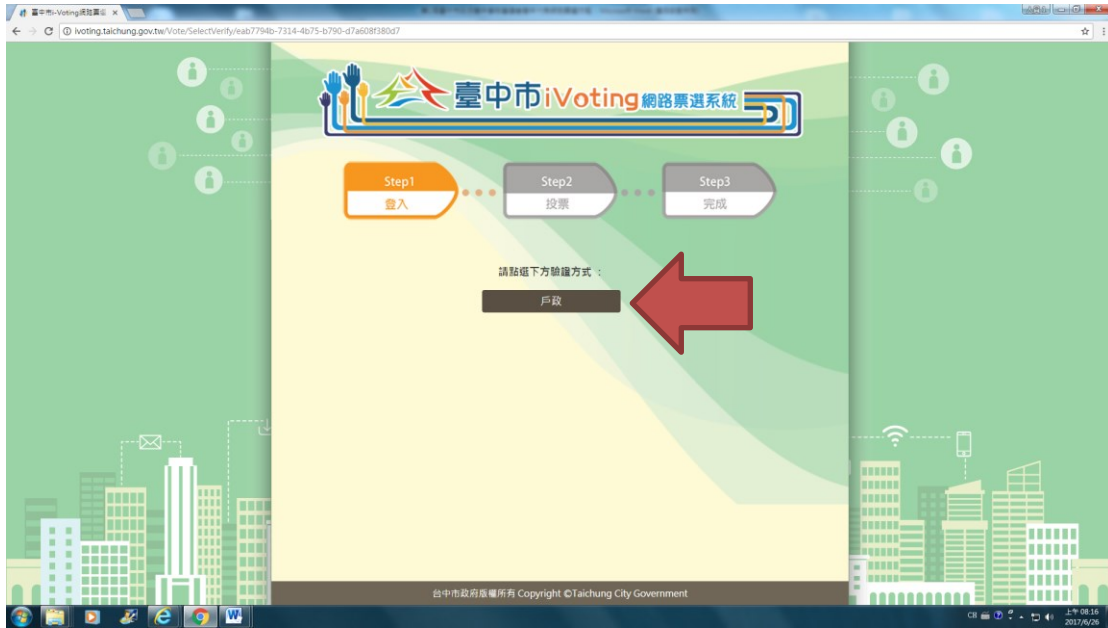 臺中市i-Voting網路票選
ivoting.taichung.gov.tw/Vote/SelectVerify/eab7794b-7314-4b75-b790-d7a608f380d7
臺中市iVoting網路票選系統
Step1
登入
Step2
投票
Step3
完成
請點選下方驗證方式 :
戶政
台中市政府版權所有 Copyright ©Taichung City Government
CH
上午 08:16
2017/6/26